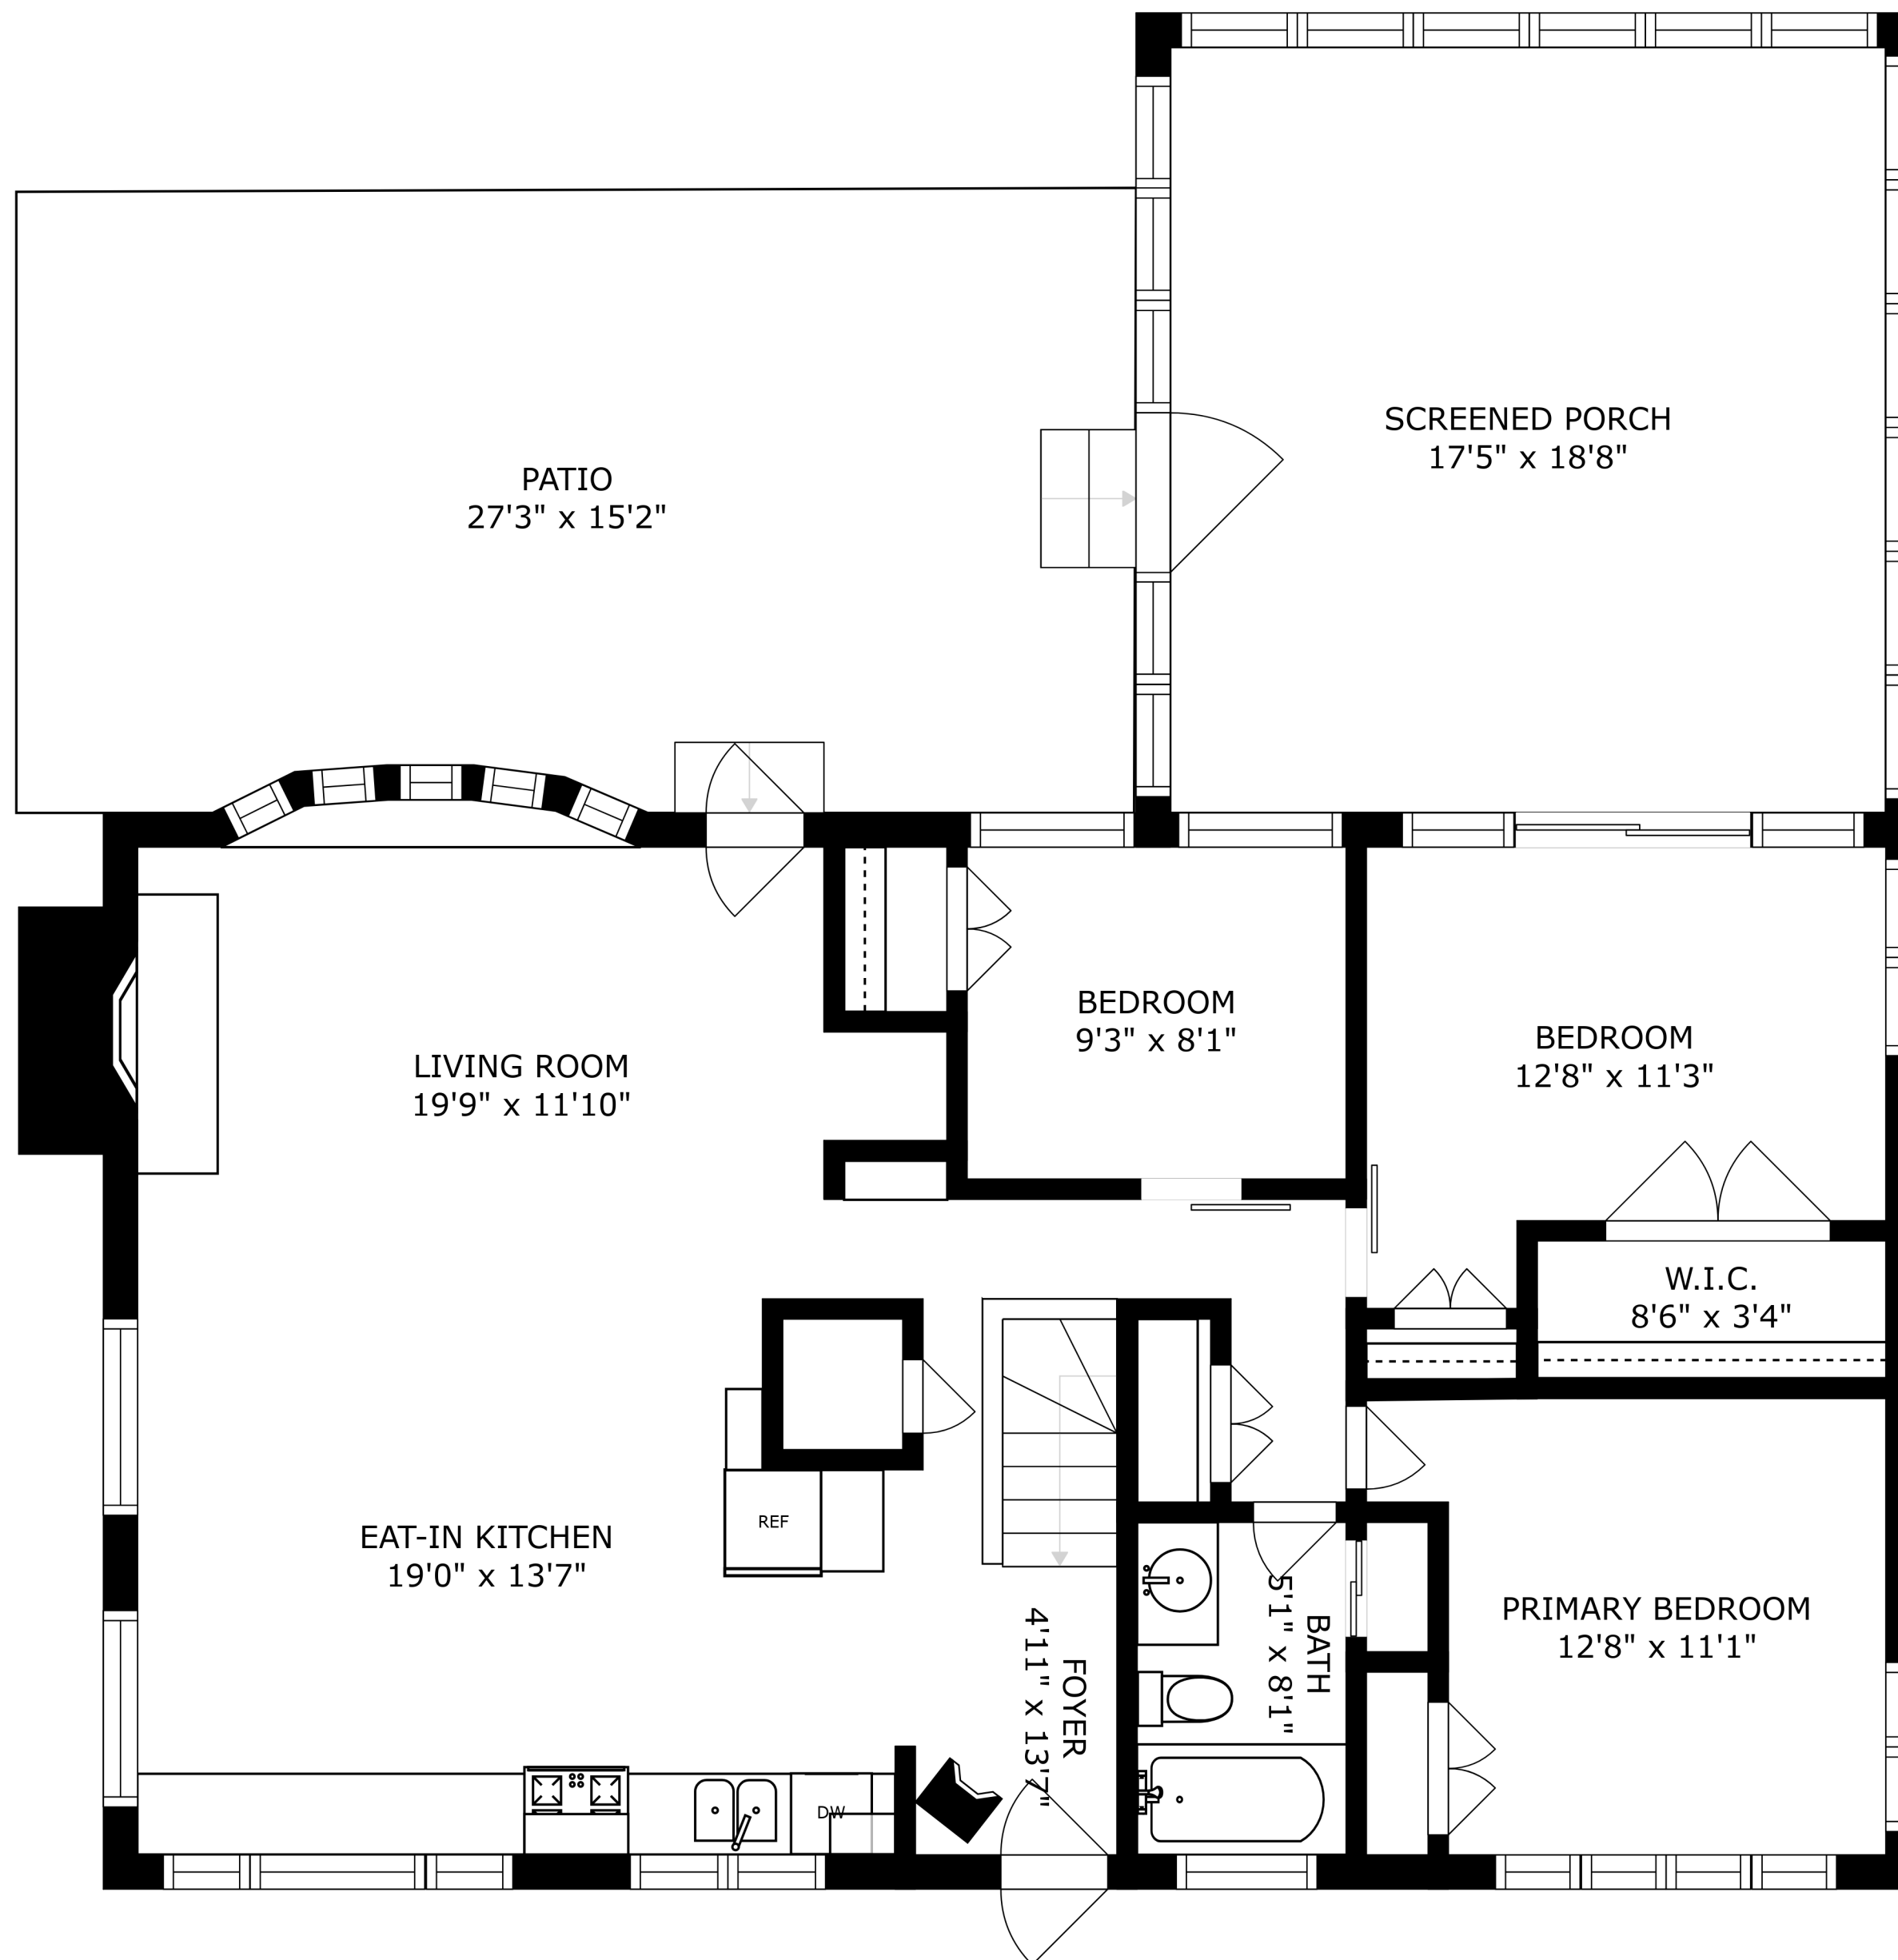 SCREENED PORCH
17'5" x 18'8"
PATIO
27'3" x 15'2"
BEDROOM
9'3" x 8'1"
BEDROOM
12'8" x 11'3"
LIVING ROOM
19'9" x 11'10"
W.I.C.
8'6" x 3'4"
REF
EAT-IN KITCHEN
19'0" x 13'7"
PRIMARY BEDROOM
12'8" x 11'1"
BATH
5'1" x 8'1"
FOYER
4'11" x 13'7"
DW